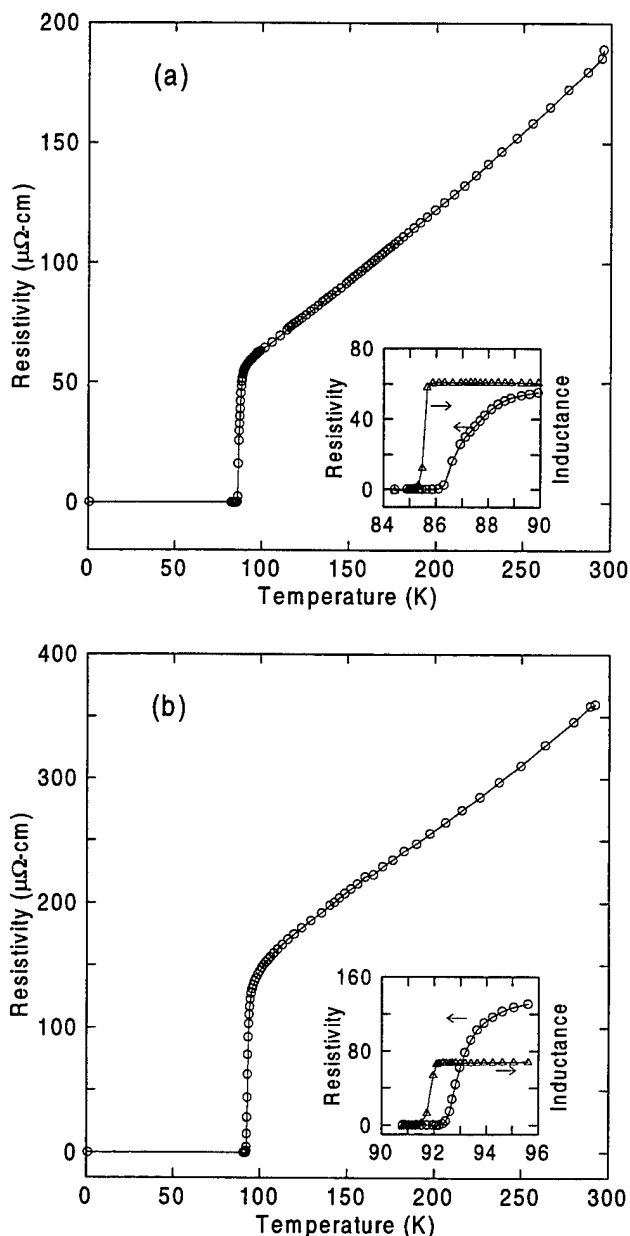 200
(a)
150
Resistivity (μΩ-cm)
100
50
0
60
40
20
0
Resistivity
Inductance
84 86 88 90
0 50 100 150 200 250 300
Temperature (K)
400
(b)
300
Resistivity (μΩ-cm)
200
100
0
160
80
0
Resistivity
Inductance
90 92 94 96
0 50 100 150 200 250 300
Temperature (K)